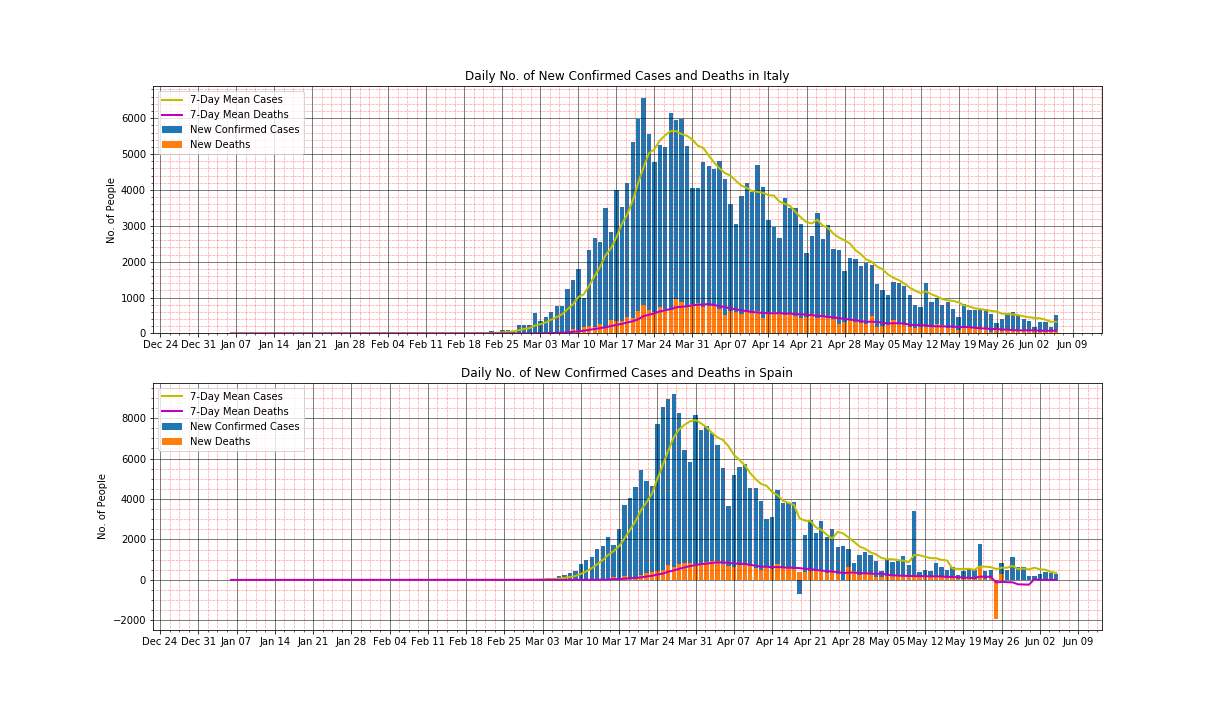 Daily No. of New Confirmed Cases and Deaths in Italy
7-Day Mean Cases
7-Day Mean Deaths
New Confirmed Cases
New Deaths
No. of People
6000
5000
4000
3000
2000
1000
0
Dec 24 Dec 31 Jan 07 Jan 14 Jan 21 Jan 28 Feb 04 Feb 11 Feb 18 Feb 25 Mar 03 Mar 10 Mar 17 Mar 24 Mar 31 Apr 07 Apr 14 Apr 21 Apr 28 May 05 May 12 May 19 May 26 Jun 02 Jun 09
Daily No. of New Confirmed Cases and Deaths in Spain
7-Day Mean Cases
7-Day Mean Deaths
New Confirmed Cases
New Deaths
No. of People
8000
6000
4000
2000
0
−2000
Dec 24 Dec 31 Jan 07 Jan 14 Jan 21 Jan 28 Feb 04 Feb 11 Feb 18 Feb 25 Mar 03 Mar 10 Mar 17 Mar 24 Mar 31 Apr 07 Apr 14 Apr 21 Apr 28 May 05 May 12 May 19 May 26 Jun 02 Jun 09